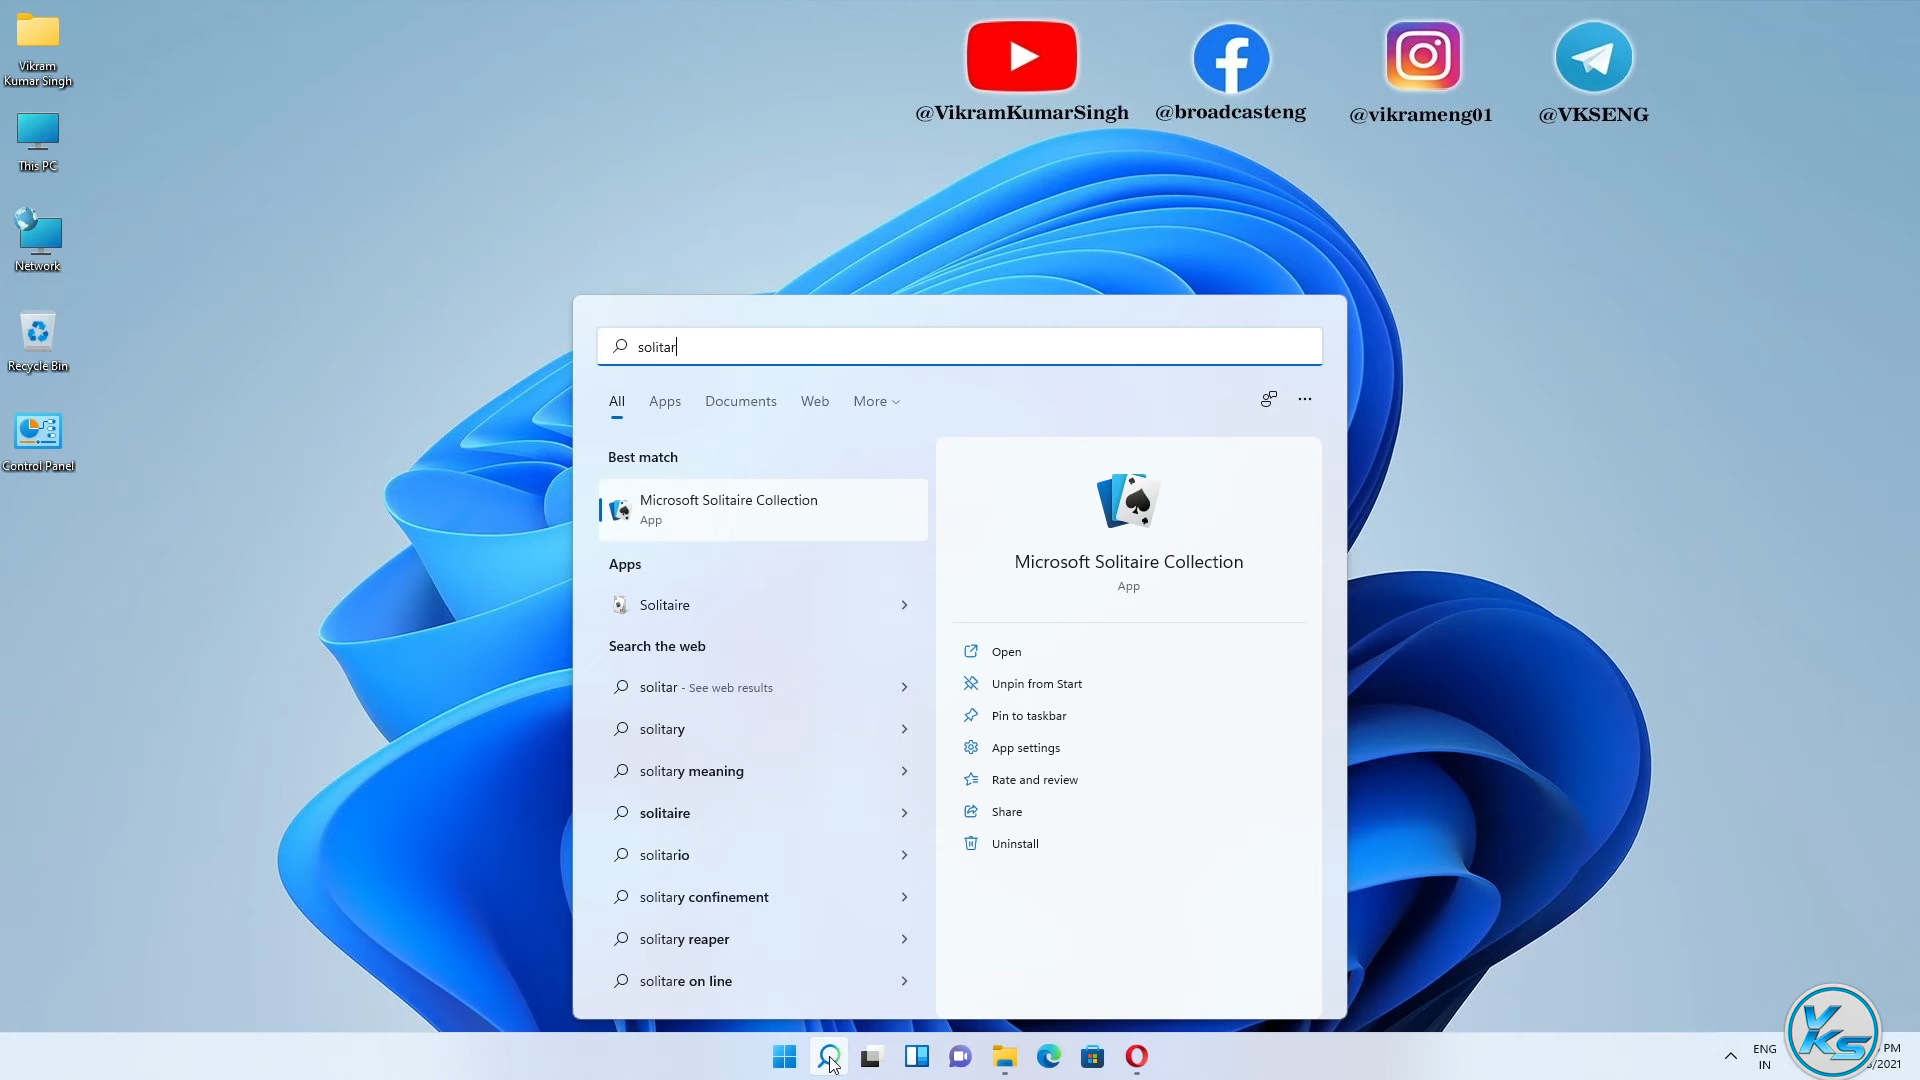 Vikram
Kumar Singh
This PC
Network
Recycle Bin
Control Panel
@VikramKumarSingh
@broadcasteng
@vikrameng01
@VKSENG
solitar
All
Apps
Documents
Web
More
Best match
Microsoft Solitaire Collection
App
Apps
Solitaire
Search the web
solitar - See web results
solitary
solitary meaning
solitaire
solitario
solitary confinement
solitary reaper
solitare on line
Microsoft Solitaire Collection
App
Open
Unpin from Start
Pin to taskbar
App settings
Rate and review
Share
Uninstall
ENG
IN
PM
/2021
VKS